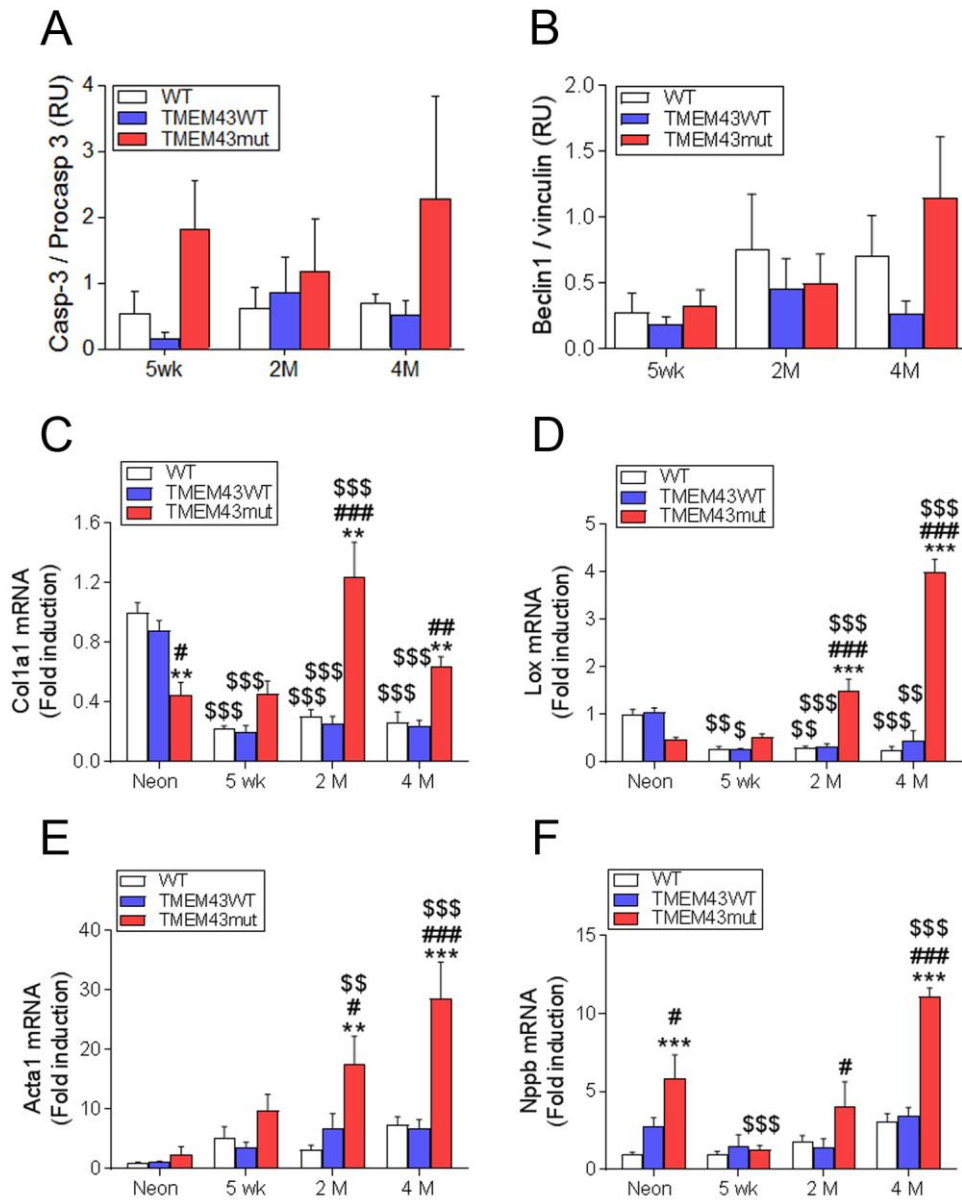 A
Casp-3 / Procasp 3 (RU)
4
3
2
1
0
WT
TMEM43WT
TMEM43mut
5wk 2M 4M
B
Beclin1 / vinculin (RU)
2.0
1.5
1.0
0.5
0.0
WT
TMEM43WT
TMEM43mut
5wk 2M 4M
C
Col1a1 mRNA
(Fold induction)
1.6
1.2
0.8
0.4
0.0
WT
TMEM43WT
TMEM43mut
#
**
$$$
$$$
$$$
$$$
$$$
###
**
$$$
$$$
##
**
Neon 5 wk 2 M 4 M
D
Lox mRNA
(Fold induction)
5
4
3
2
1
0
WT
TMEM43WT
TMEM43mut
$$ $
$$
$$$
$$$
###
***
$$$
$$
$$$
###
***
Neon 5 wk 2 M 4 M
E
Acta1 mRNA
(Fold induction)
40
30
20
10
0
WT
TMEM43WT
TMEM43mut
$$
#
**
$$$
###
***
Neon 5 wk 2 M 4 M
F
Nppb mRNA
(Fold induction)
15
10
5
0
WT
TMEM43WT
TMEM43mut
#
***
$$$
#
$$$
###
***
Neon 5 wk 2 M 4 M